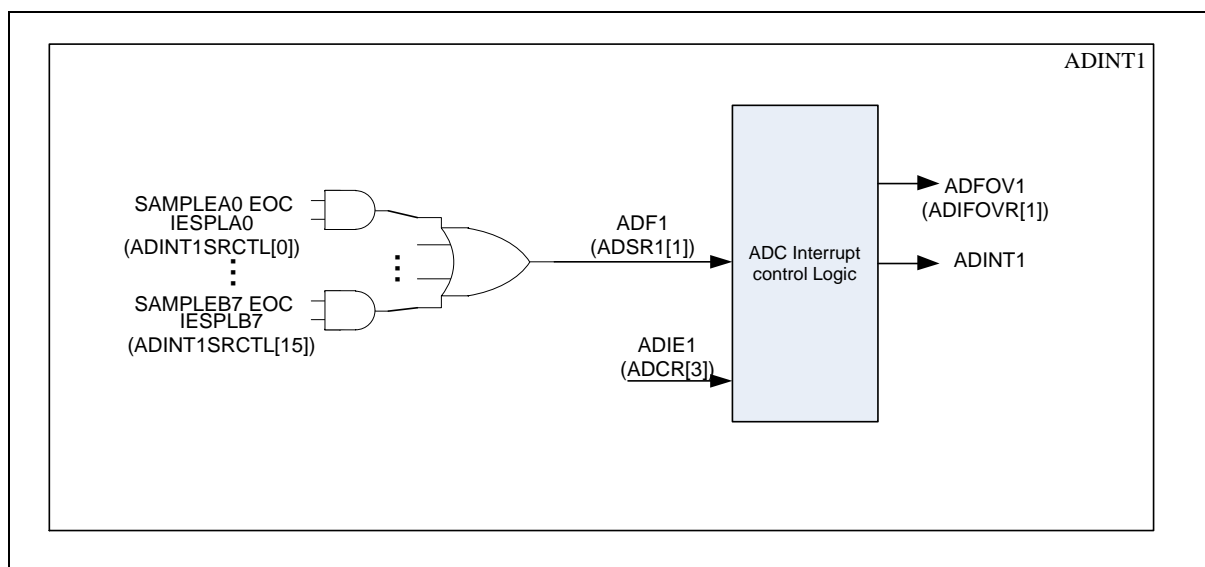 ADINT1
SAMPLEA0 EOC
IESPLA0
(ADINT1SRCTL[0])
SAMPLEB7 EOC
IESPLB7
(ADINT1SRCTL[15])
ADF1
(ADSR1[1])
ADIE1
(ADCR[3])
ADC Interrupt
control Logic
ADFOV1
(ADIFOVR[1])
ADINT1